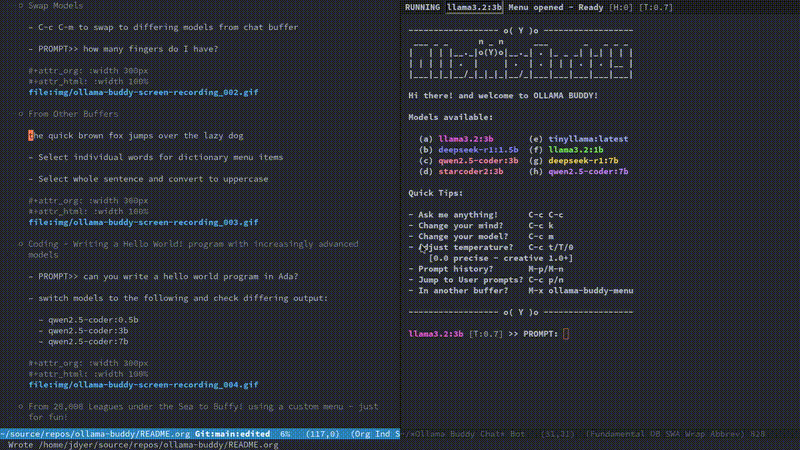 o Swap Models
- C-c C-m to swap to differing models from chat buffer
- PROMPT>> how many fingers do I have?
#+attr_org: :width 300px
#+attr_html: :width 100%
file:img/ollama-buddy-screen-recording_002.gif
o From Other Buffers
the quick brown fox jumps over the lazy dog
- Select individual words for dictionary menu items
- Select whole sentence and convert to uppercase
#+attr_org: :width 300px
#+attr_html: :width 100%
file:img/ollama-buddy-screen-recording_003.gif
o Coding - Writing a Hello World! program with increasingly advanced
models
- PROMPT>> can you write a hello world program in Ada?
- switch models to the following and check differing output:
- qwen2.5-coder:0.5b
- qwen2.5-coder:3b
- qwen2.5-coder:7b
#+attr_org: :width 300px
#+attr_html: :width 100%
file:img/ollama-buddy-screen-recording_004.gif
o From 20,000 Leagues under the Sea to Buffy! using a custom menu - just
for fun:
~/source/repos/ollama-buddy/README.org Git:main:edited 6% (117,0) (Org Ind S
RUNNING llama3.2:3b Menu opened - Ready [H:0] [T:0.7]
------------------ o( Y )o ------------------
Hi there! and welcome to OLLAMA BUDDY!
Models available:
(a) llama3.2:3b (e) tinyllama:latest
(b) deepseek-r1:1.5b (f) llama3.2:1b
(c) qwen2.5-coder:3b (g) deepseek-r1:7b
(d) starcoder2:3b (h) qwen2.5-coder:7b
Quick Tips:
- Ask me anything! C-c C-c
- Change your mind? C-c k
- Change your model? C-c m
- Adjust temperature? C-c t/T/0
[0.0 precise - creative 1.0+]
- Prompt history? M-p/M-n
- Jump to User prompts? C-c p/n
- In another buffer? M-x ollama-buddy-menu
------------------ o( Y )o ------------------
llama3.2:3b [T:0.7] >> PROMPT:
*Ollama Buddy Chat* Bot (31,21) (Fundamental OB SWA Wrap Abbrev) 828
Wrote /home/jdyer/source/repos/ollama-buddy/README.org